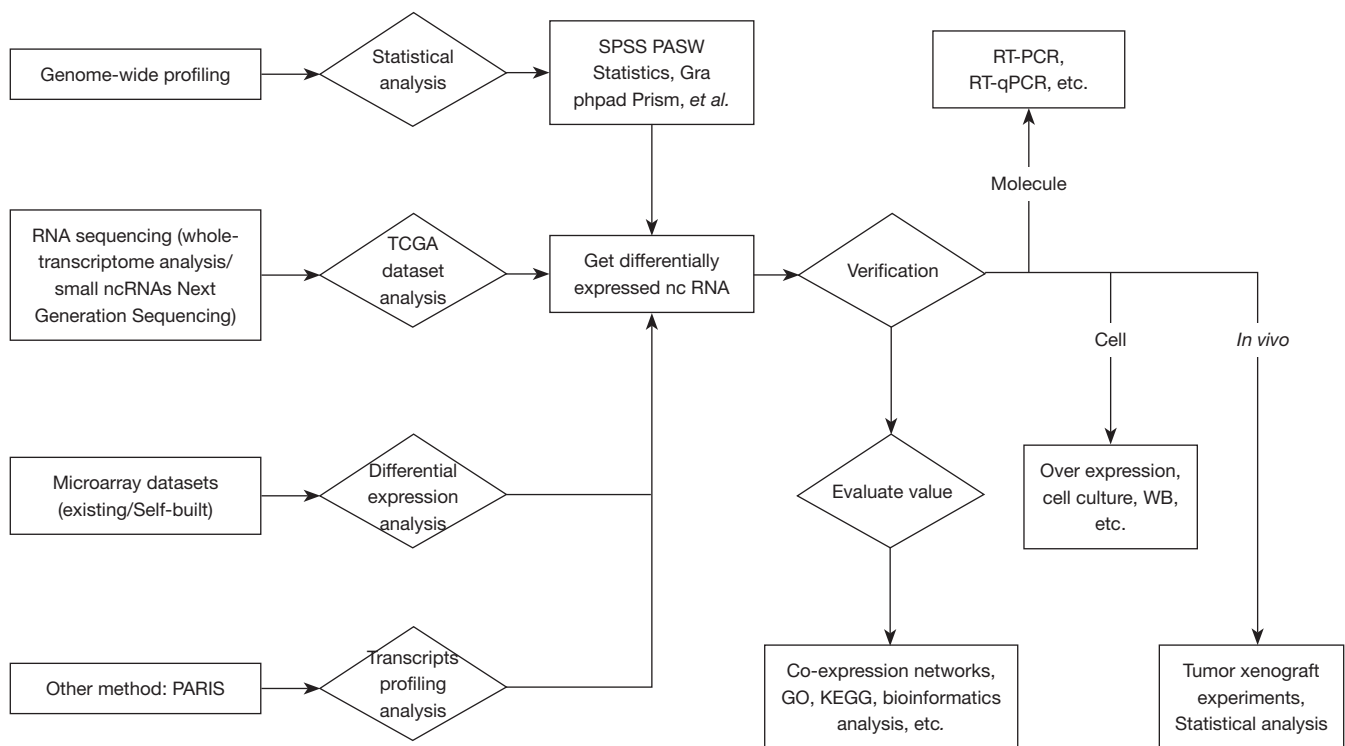 Genome-wide profiling
Statistical
analysis
SPSS PASW
Statistics, Gra
phpad Prism, et al.
RT-PCR,
RT-qPCR, etc.
Molecule
RNA sequencing (whole-
transcriptome analysis/
small ncRNAs Next
Generation Sequencing)
TCGA
dataset
analysis
Get differentially
expressed nc RNA
Verification
Cell
In vivo
Microarray datasets
(existing/Self-built)
Differential
expression
analysis
Evaluate value
Over expression,
cell culture, WB,
etc.
Other method: PARIS
Transcripts
profiling
analysis
Co-expression networks,
GO, KEGG, bioinformatics
analysis, etc.
Tumor xenograft
experiments,
Statistical analysis